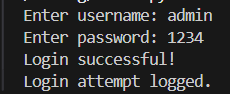 Enter username: admin
Enter password: 1234
Login successful!
Login attempt logged.